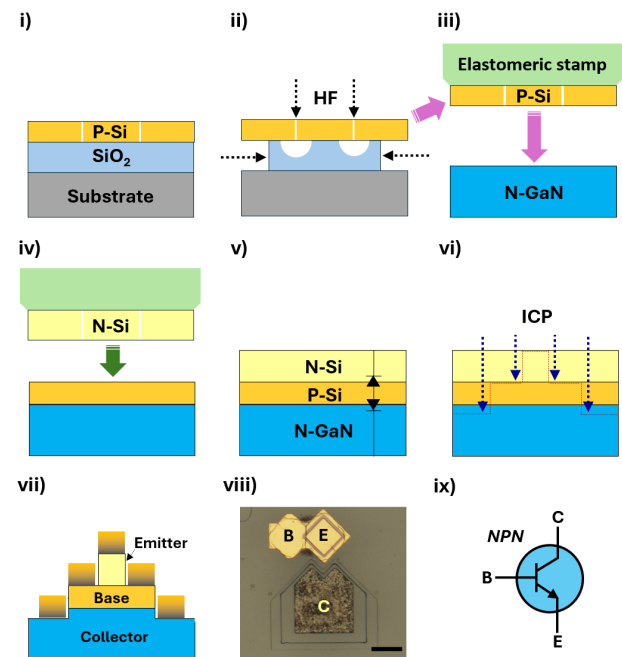 i)
ii)
iii)
P-Si
SiO₂
Substrate
HF
Elastomeric stamp
P-Si
N-GaN
iv)
v)
vi)
N-Si
N-Si
P-Si
N-GaN
ICP
vii)
viii)
ix)
Emitter
Base
Collector
B
E
C
NPN
C
B
E